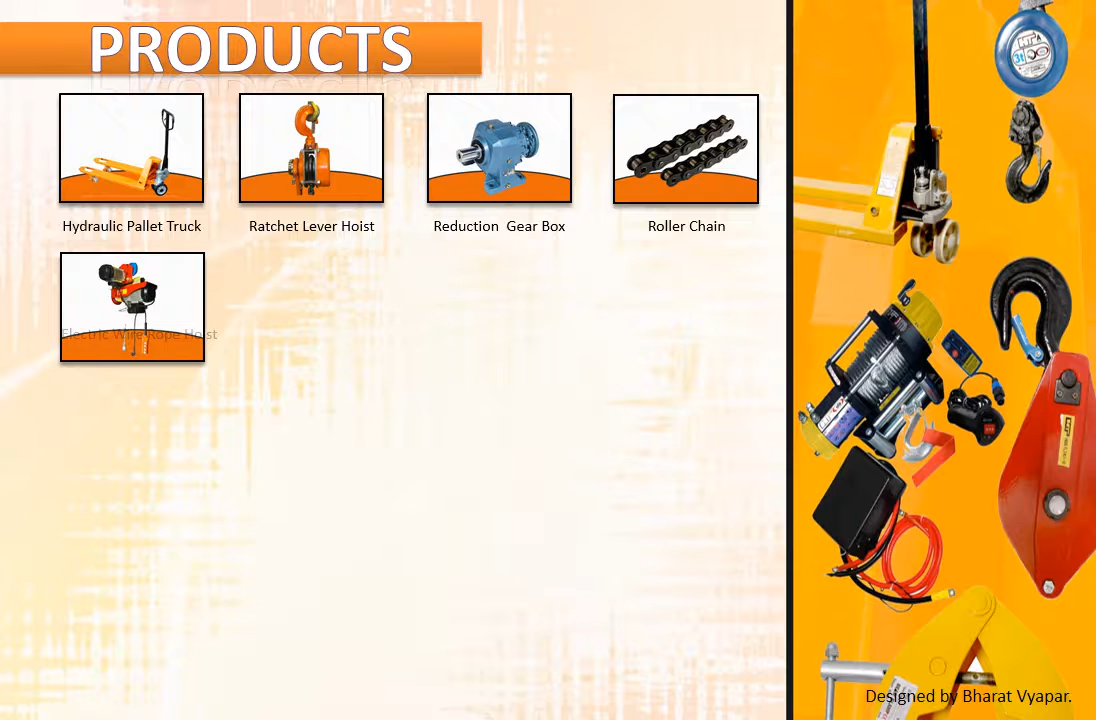 PRODUCTS
Hydraulic Pallet Truck
Ratchet Lever Hoist
Reduction  Gear Box
Roller Chain
Electric Wire Rope Hoist
3t
Designed by Bharat Vyapar.